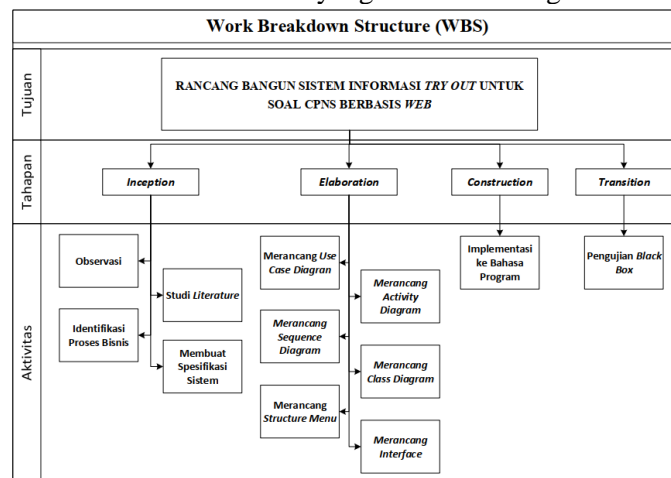 Work Breakdown Structure (WBS)
Tujuan
RANCANG BANGUN SISTEM INFORMASI TRY OUT UNTUK
SOAL CPNS BERBASIS WEB
Tahapan
Inception
Elaboration
Construction
Transition
Aktivitas
Observasi
Studi Literature
Identifikasi
Proses Bisnis
Membuat
Spesifikasi
Sistem
Merancang Use
Case Diagran
Merancang
Activity
Diagram
Merancang
Sequence
Diagram
Merancang
Class Diagram
Merancang
Structure Menu
Merancang
Interface
Implementasi
ke Bahasa
Program
Pengujian Black
Box